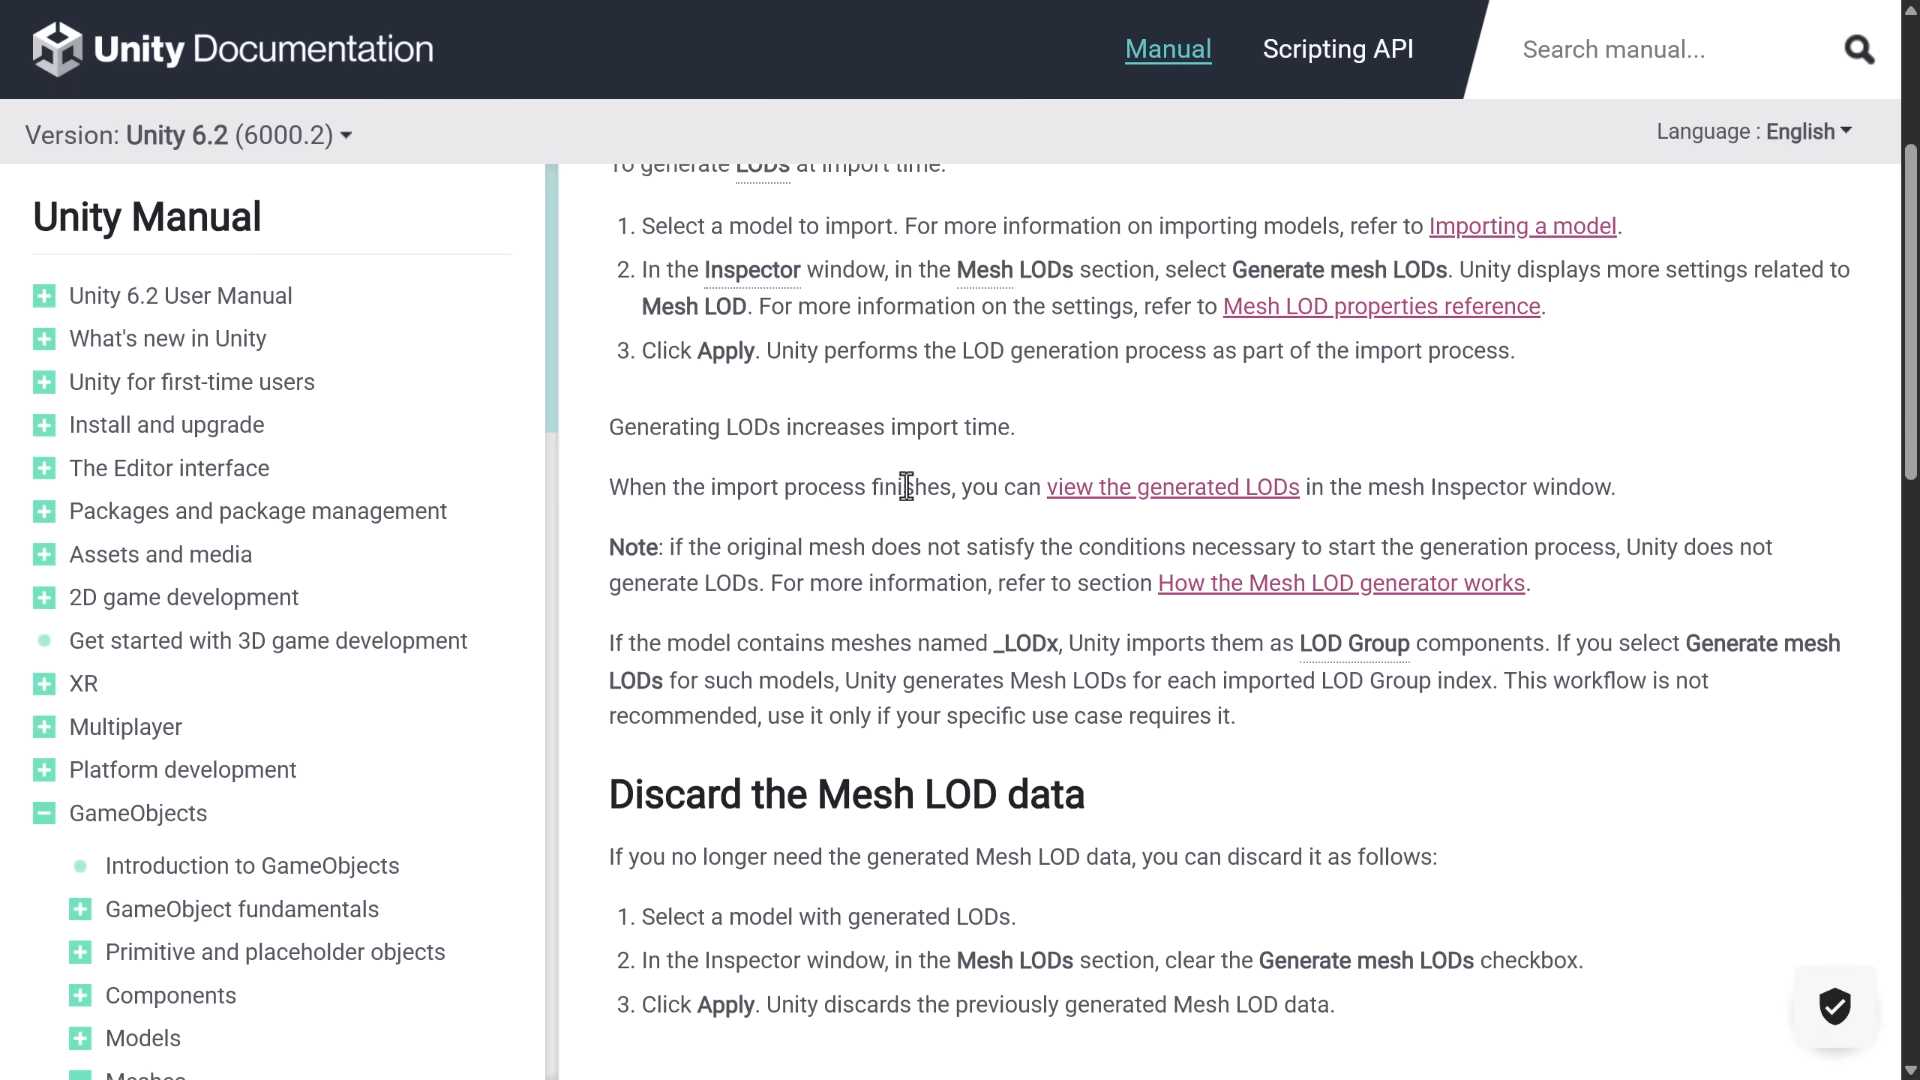 Unity Documentation
Manual
Scripting API
Search manual...
Version: Unity 6.2 (6000.2)
Language : English
Unity Manual
Unity 6.2 User Manual
What's new in Unity
Unity for first-time users
Install and upgrade
The Editor interface
Packages and package management
Assets and media
2D game development
Get started with 3D game development
XR
Multiplayer
Platform development
GameObjects
Introduction to GameObjects
GameObject fundamentals
Primitive and placeholder objects
Components
Models
Meshes
To generate LODs at import time:
1. Select a model to import. For more information on importing models, refer to Importing a model.
2. In the Inspector window, in the Mesh LODs section, select Generate mesh LODs. Unity displays more settings related to
Mesh LOD. For more information on the settings, refer to Mesh LOD properties reference.
3. Click Apply. Unity performs the LOD generation process as part of the import process.
Generating LODs increases import time.
When the import process finishes, you can view the generated LODs in the mesh Inspector window.
Note: if the original mesh does not satisfy the conditions necessary to start the generation process, Unity does not
generate LODs. For more information, refer to section How the Mesh LOD generator works.
If the model contains meshes named _LODx, Unity imports them as LOD Group components. If you select Generate mesh
LODs for such models, Unity generates Mesh LODs for each imported LOD Group index. This workflow is not
recommended, use it only if your specific use case requires it.
Discard the Mesh LOD data
If you no longer need the generated Mesh LOD data, you can discard it as follows:
1. Select a model with generated LODs.
2. In the Inspector window, in the Mesh LODs section, clear the Generate mesh LODs checkbox.
3. Click Apply. Unity discards the previously generated Mesh LOD data.